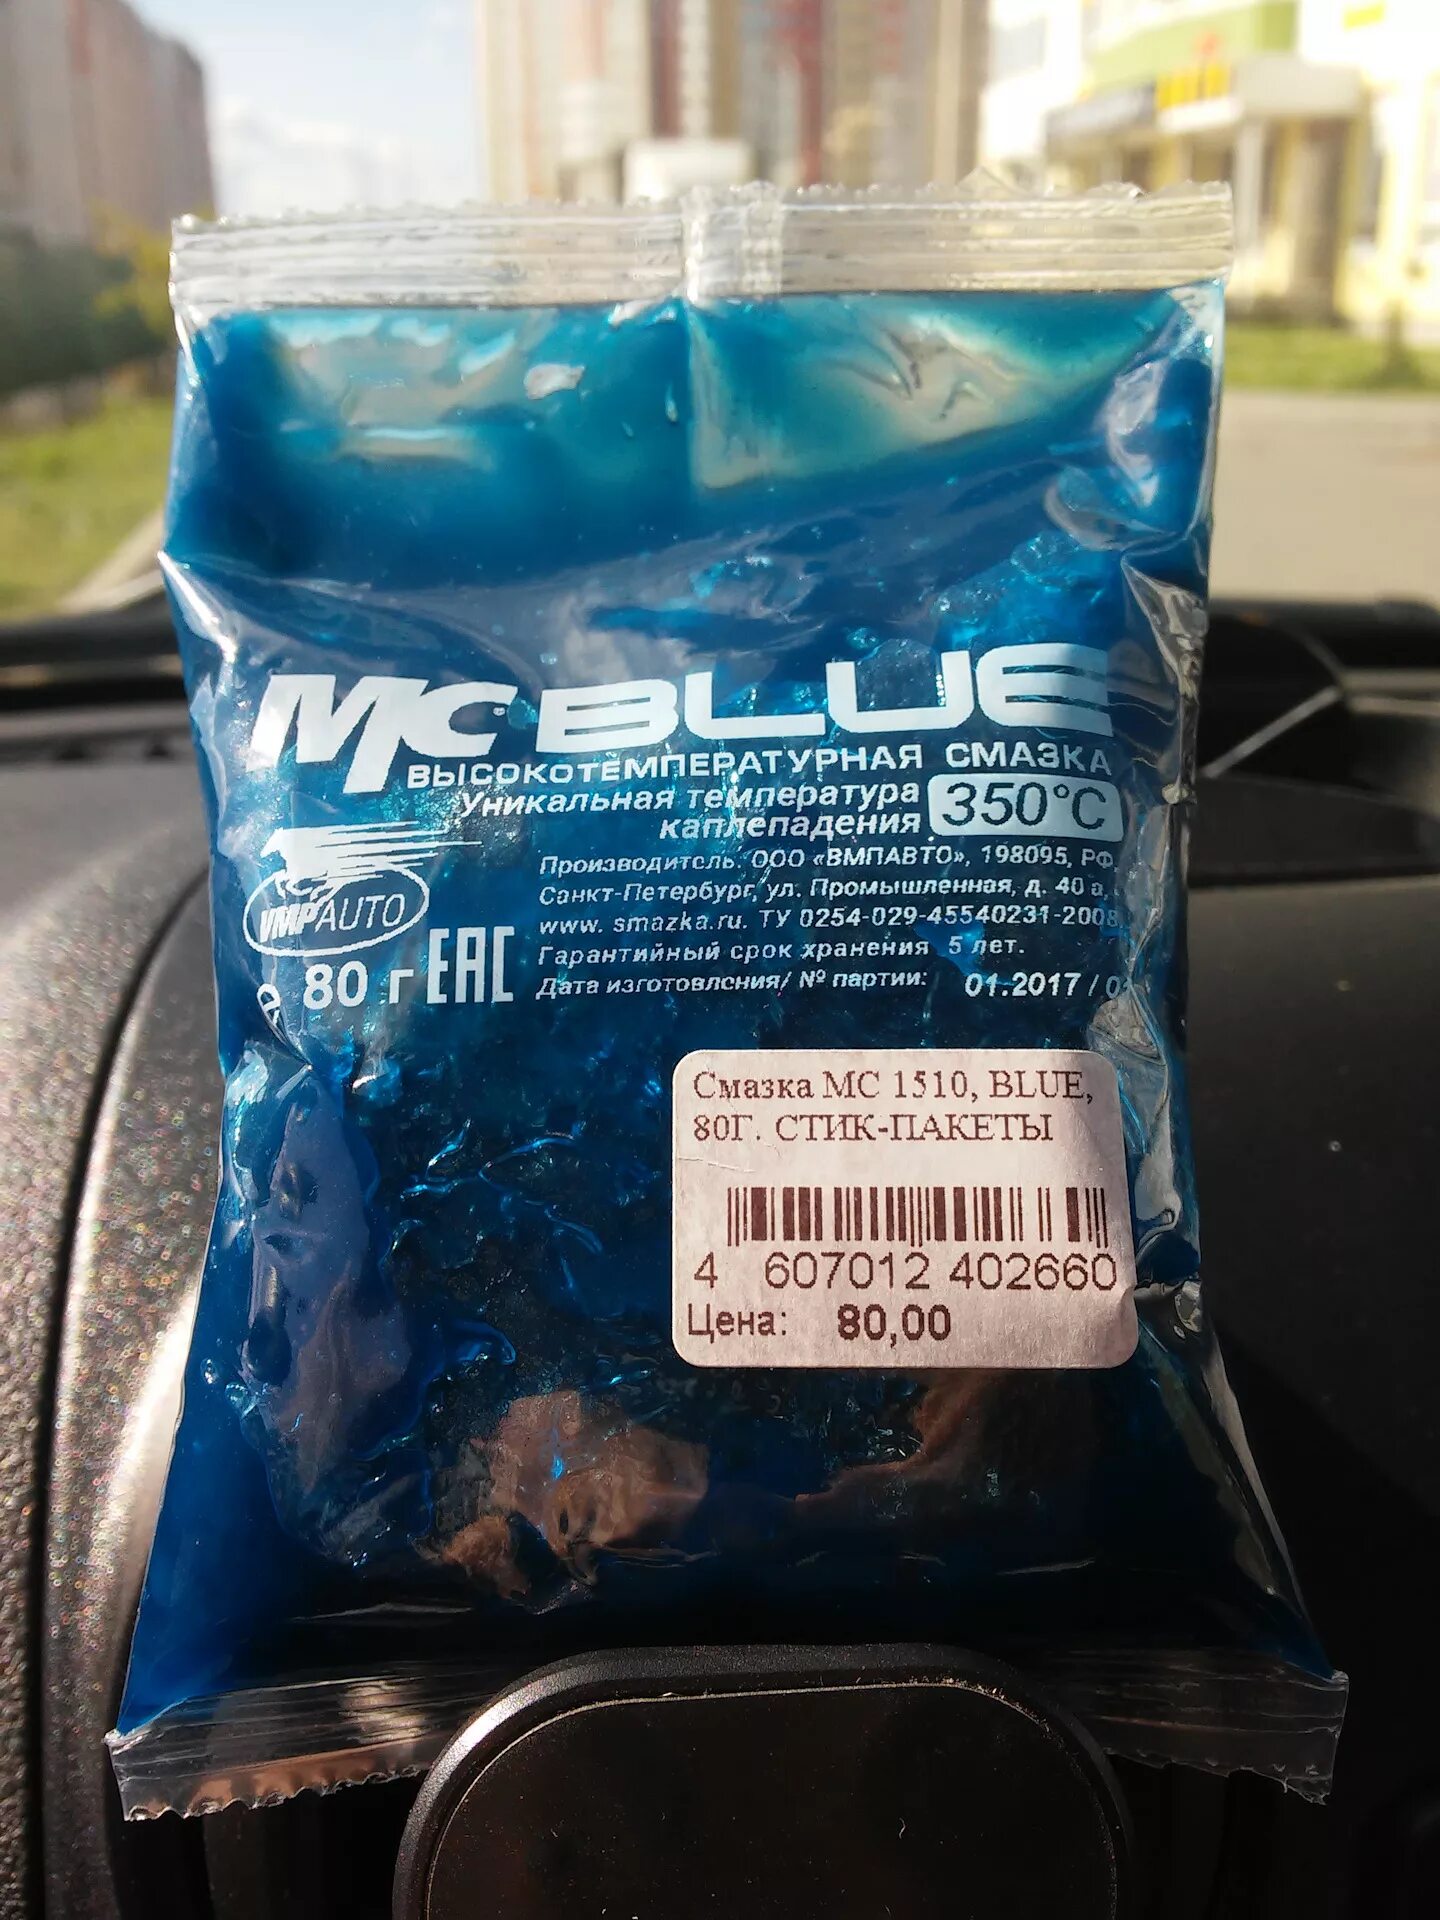 МС BLUE
ВЫСОКОТЕМПЕРАТУРНАЯ СМАЗКА
Уникальная температура
каплепадения 350°C
Производитель: ООО «ВМПАВТО», 198095, РФ,
Санкт-Петербург, ул. Промышленная, д. 40 а,
www. smazka.ru. ТУ 0254-029-45540231-2008
Гарантийный срок хранения 5 лет.
Дата изготовления/ № партии: 01.2017 /
VMPAUTO
80 г EAC
Смазка МС 1510, BLUE,
80Г. СТИК-ПАКЕТЫ
4 607012 402660
Цена: 80,00